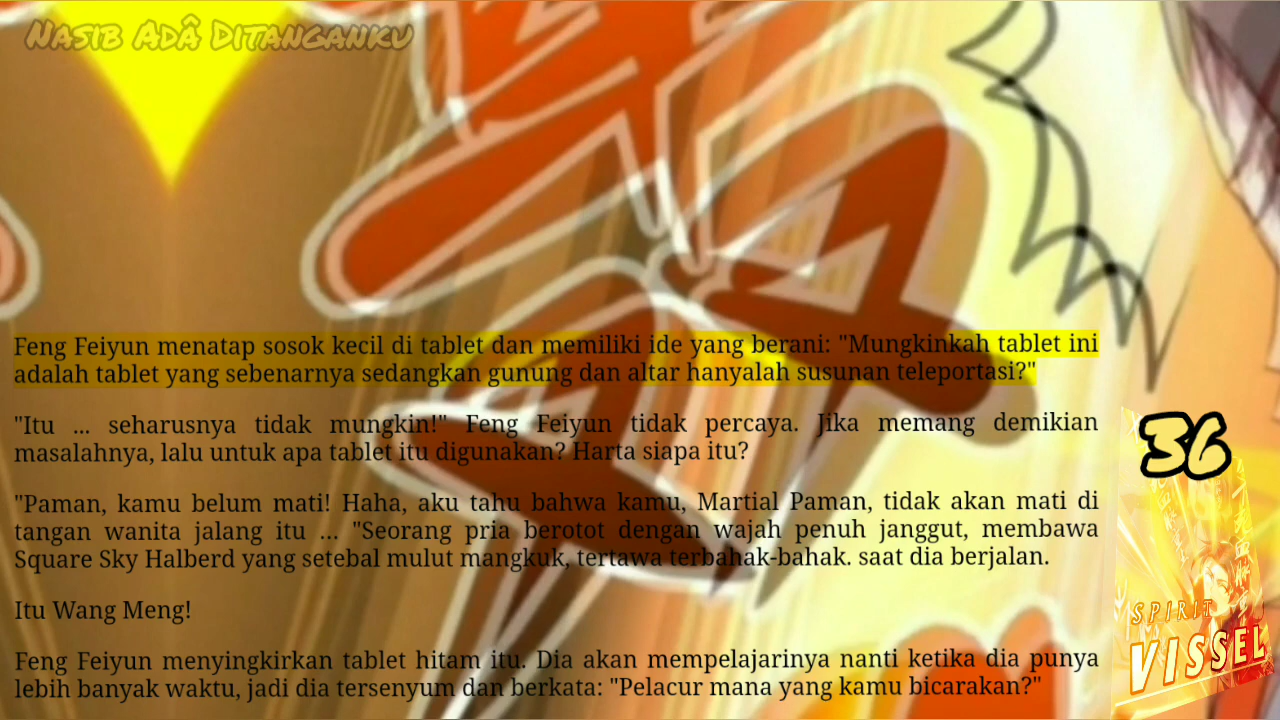 Nasib Adâ Ditanganku
Feng Feiyun menatap sosok kecil di tablet dan memiliki ide yang berani: "Mungkinkah tablet ini
adalah tablet yang sebenarnya sedangkan gunung dan altar hanyalah susunan teleportasi?"
"Itu ... seharusnya tidak mungkin!" Feng Feiyun tidak percaya. Jika memang demikian
masalahnya, lalu untuk apa tablet itu digunakan? Harta siapa itu?
"Paman, kamu belum mati! Haha, aku tahu bahwa kamu, Martial Paman, tidak akan mati di
tangan wanita jalang itu ... "Seorang pria berotot dengan wajah penuh janggut, membawa
Square Sky Halberd yang setebal mulut mangkuk, tertawa terbahak-bahak. saat dia berjalan.
Itu Wang Meng!
Feng Feiyun menyingkirkan tablet hitam itu. Dia akan mempelajarinya nanti ketika dia punya
lebih banyak waktu, jadi dia tersenyum dan berkata: "Pelacur mana yang kamu bicarakan?"
36
SPIRIT
VISSEL